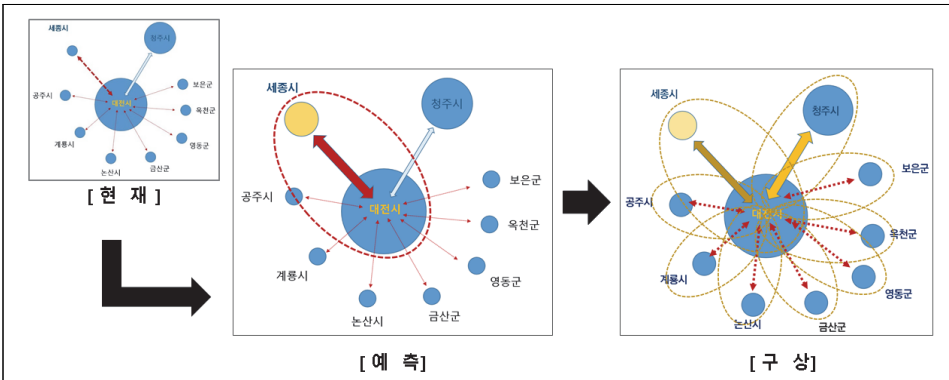 세종시
청주시
보은군
공주시
대전시
옥천군
계룡시
영동군
논산시
금산군
[ 현 재 ]
세종시
청주시
보은군
공주시
대전시
옥천군
계룡시
영동군
논산시
금산군
[ 예 측]
세종시
청주시
보은군
공주시
대전시
옥천군
계룡시
영동군
논산시
금산군
[ 구 상]